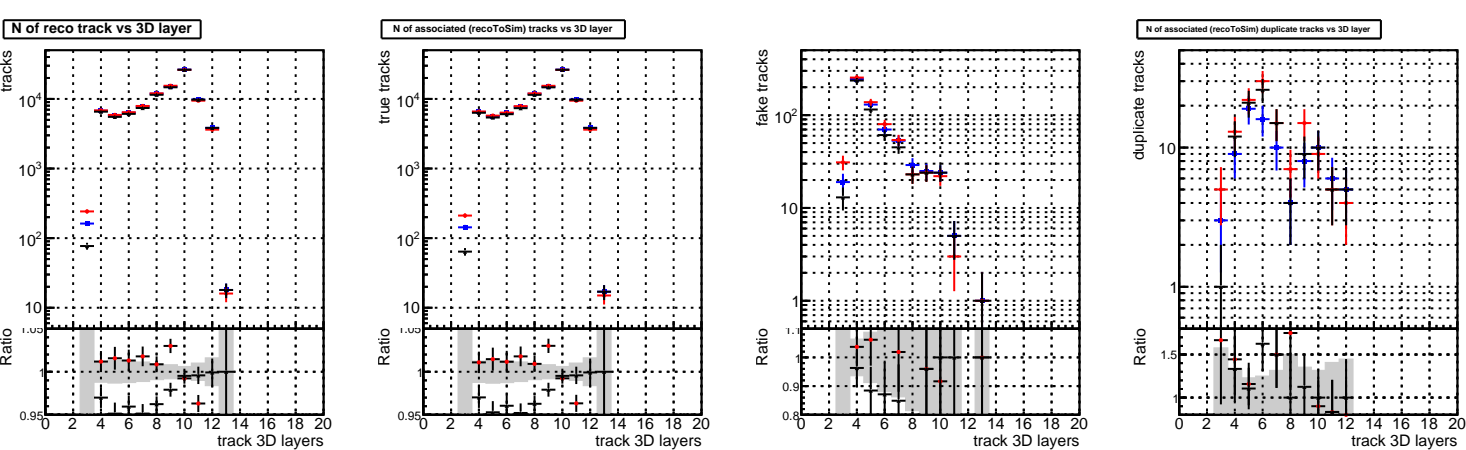 N of reco track vs 3D layer
tracks
10⁴
10³
10²
10
Ratio
1.05
1
0.95
0 2 4 6 8 10 12 14 16 18 20
track 3D layers
N of associated (recoToSim) tracks vs 3D layer
true tracks
10⁴
10³
10²
10
Ratio
1.05
1
0.95
0 2 4 6 8 10 12 14 16 18 20
track 3D layers
fake tracks
10²
10
1
Ratio
1.1
1
0.9
0.8
0 2 4 6 8 10 12 14 16 18 20
track 3D layers
N of associated (recoToSim) duplicate tracks vs 3D layer
duplicate tracks
10
1
Ratio
1.5
1
0 2 4 6 8 10 12 14 16 18 20
track 3D layers